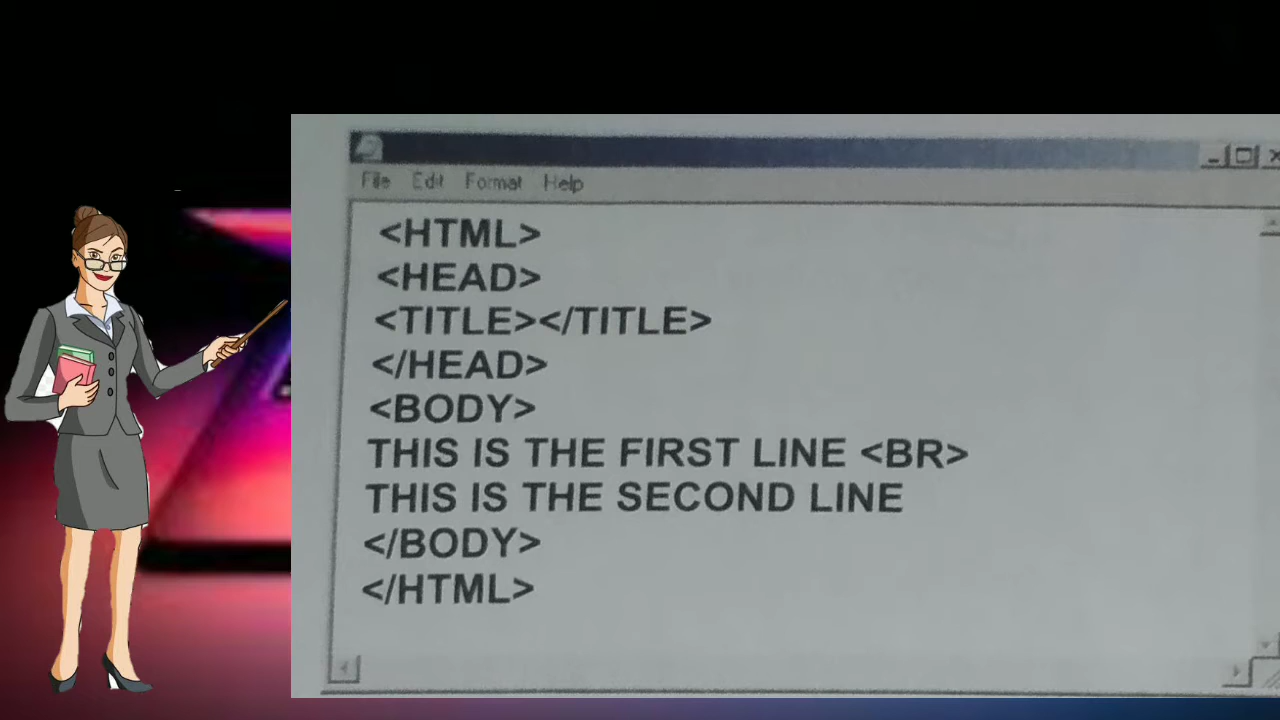 File Edit Format Help
<HTML>
<HEAD>
<TITLE></TITLE>
</HEAD>
<BODY>
THIS IS THE FIRST LINE <BR>
THIS IS THE SECOND LINE
</BODY>
</HTML>